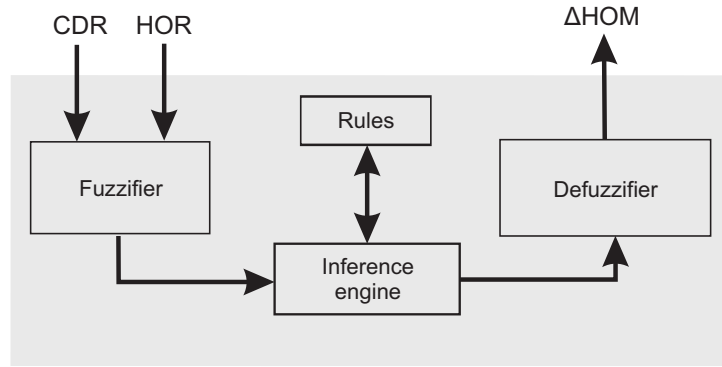 CDR HOR
ΔHOM
Rules
Fuzzifier
Defuzzifier
Inference
engine